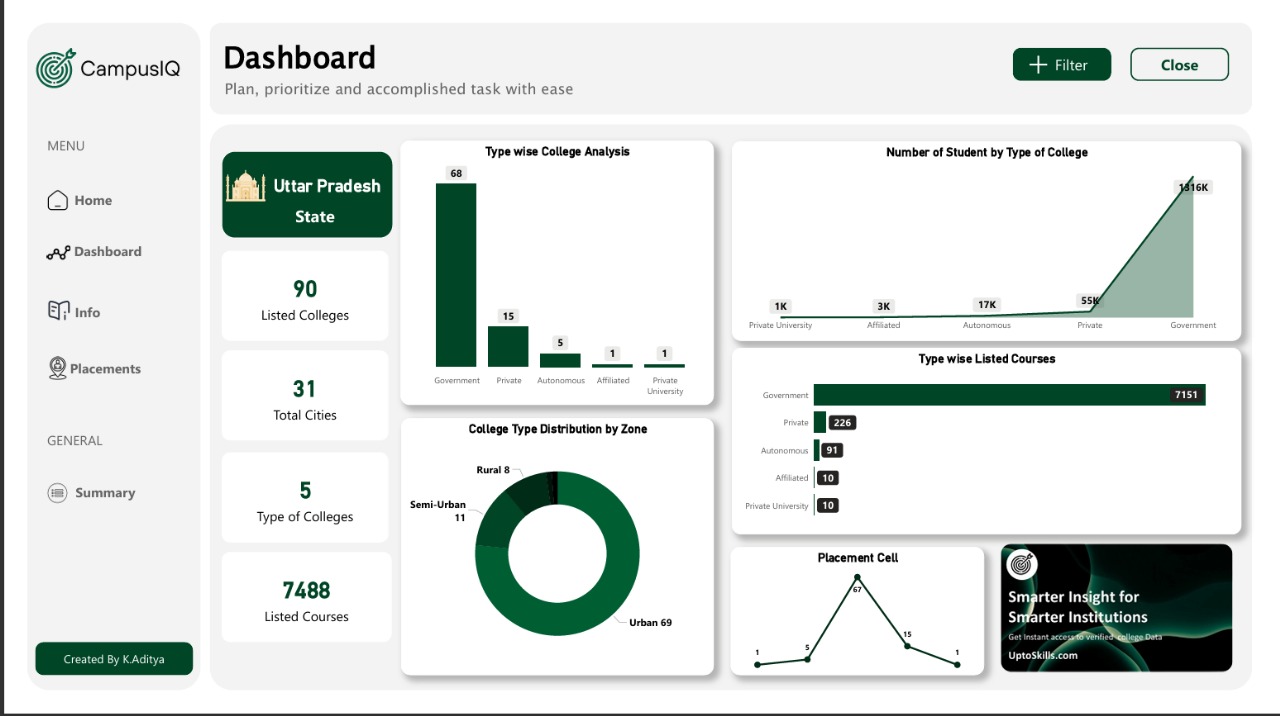 CampusIQ
MENU
Home
Dashboard
Info
Placements
GENERAL
Summary
Created By K.Aditya
Dashboard
Plan, prioritize and accomplished task with ease
Filter
Close
Uttar Pradesh
State
90
Listed Colleges
31
Total Cities
5
Type of Colleges
7488
Listed Courses
Type wise College Analysis
68
15
5
1
1
Government
Private
Autonomous
Affiliated
Private
University
College Type Distribution by Zone
Rural 8
Semi-Urban
11
Urban 69
Number of Student by Type of College
1K
3K
17K
55K
1316K
Private University
Affiliated
Autonomous
Private
Government
Type wise Listed Courses
Government 7151
Private 226
Autonomous 91
Affiliated 10
Private University 10
Placement Cell
1
5
67
15
1
Smarter Insight for
Smarter Institutions
Get Instant access to verified college Data
UptoSkills.com